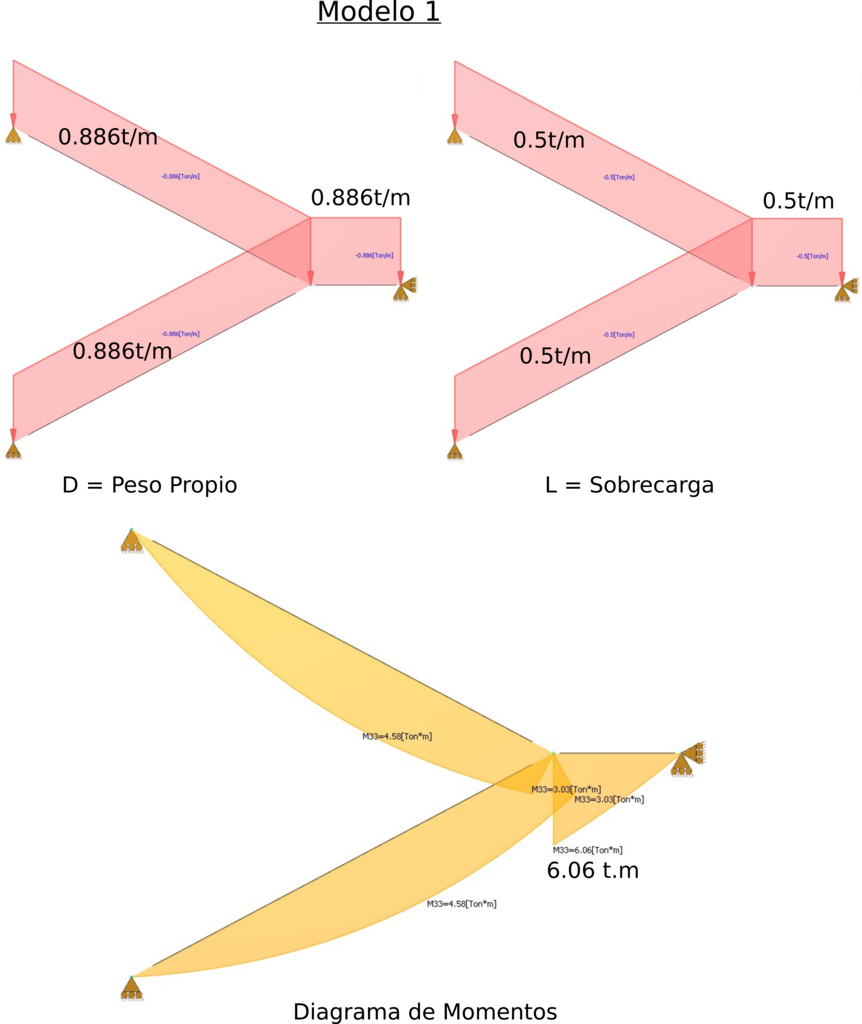 Modelo 1
0.886t/m
-0.886[Ton/m]
0.886t/m
-0.886[Ton/m]
-0.886[Ton/m]
0.886t/m
D = Peso Propio
0.5t/m
-0.5[Ton/m]
0.5t/m
-0.5[Ton/m]
-0.5[Ton/m]
0.5t/m
L = Sobrecarga
M33=4.58[Ton*m]
M33=3.03[Ton*m]
M33=3.03[Ton*m]
M33=6.06[Ton*m]
6.06 t.m
M33=4.58[Ton*m]
Diagrama de Momentos